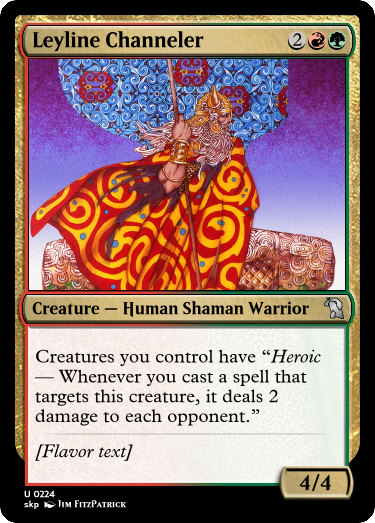 Leyline Channeler 2
Creature — Human Shaman Warrior
Creatures you control have “Heroic
— Whenever you cast a spell that
targets this creature, it deals 2
damage to each opponent.”
[Flavor text]
4/4
U 0224
skp Jim FitzPatrick